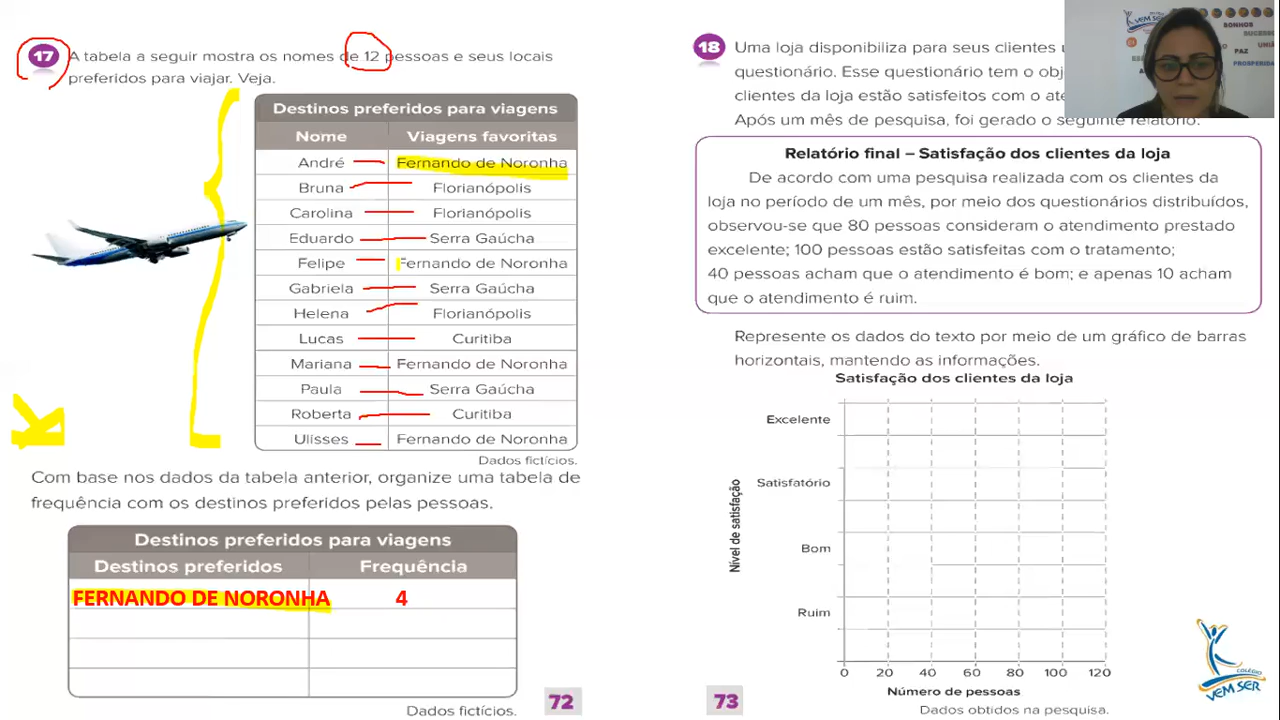 17 A tabela a seguir mostra os nomes de 12 pessoas e seus locais
preferidos para viajar. Veja.
Destinos preferidos para viagens
Nome Viagens favoritas
André Fernando de Noronha
Bruna Florianópolis
Carolina Florianópolis
Eduardo Serra Gaúcha
Felipe Fernando de Noronha
Gabriela Serra Gaúcha
Helena Florianópolis
Lucas Curitiba
Mariana Fernando de Noronha
Paula Serra Gaúcha
Roberta Curitiba
Ulisses Fernando de Noronha
Dados fictícios.
Com base nos dados da tabela anterior, organize uma tabela de
frequência com os destinos preferidos pelas pessoas.
Destinos preferidos para viagens
Destinos preferidos Frequência
FERNANDO DE NORONHA 4
Dados fictícios.
72
18 Uma loja disponibiliza para seus clientes
questionário. Esse questionário tem o
clientes da loja estão satisfeitos com o
Após um mês de pesquisa, foi gerado o seguinte relatório.
Relatório final – Satisfação dos clientes da loja
De acordo com uma pesquisa realizada com os clientes da
loja no período de um mês, por meio dos questionários distribuídos,
observou-se que 80 pessoas consideram o atendimento prestado
excelente; 100 pessoas estão satisfeitas com o tratamento;
40 pessoas acham que o atendimento é bom; e apenas 10 acham
que o atendimento é ruim.
Represente os dados do texto por meio de um gráfico de barras
horizontais, mantendo as informações.
Satisfação dos clientes da loja
Nível de satisfação
Excelente
Satisfatório
Bom
Ruim
0 20 40 60 80 100 120
Número de pessoas
Dados obtidos na pesquisa.
73
COLÉGIO
VEM SER
VEM SER
SONHOS
PAZ